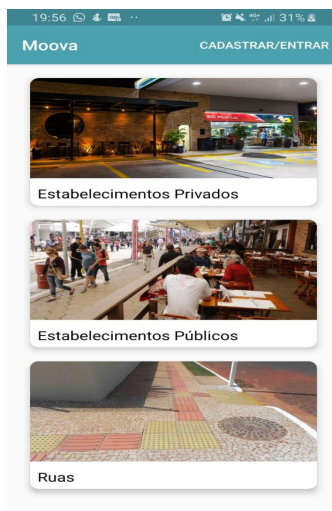 19:56
31%
Moova
CADASTRAR/ENTRAR
Estabelecimentos Privados
Estabelecimentos Públicos
Ruas